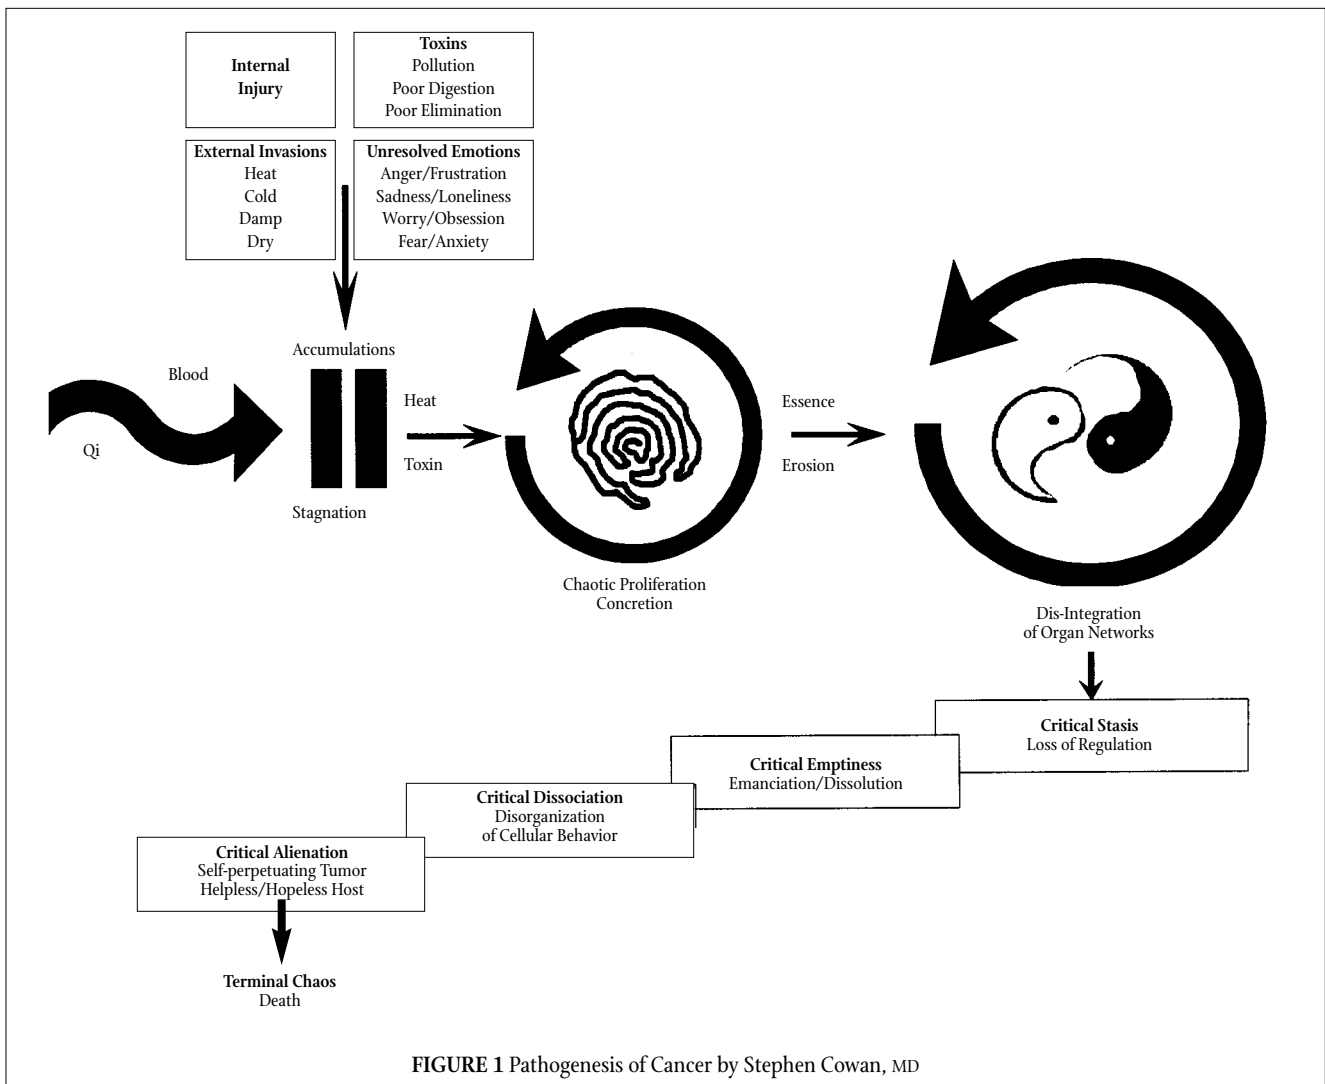 Internal
Injury
Toxins
Pollution
Poor Digestion
Poor Elimination
External Invasions
Heat
Cold
Damp
Dry
Unresolved Emotions
Anger/Frustration
Sadness/Loneliness
Worry/Obsession
Fear/Anxiety
Blood
Qi
Accumulations
Stagnation
Heat
Toxin
Chaotic Proliferation
Concretion
Essence
Erosion
Dis-Integration
of Organ Networks
Critical Stasis
Loss of Regulation
Critical Emptiness
Emanciation/Dissolution
Critical Dissociation
Disorganization
of Cellular Behavior
Critical Alienation
Self-perpetuating Tumor
Helpless/Hopeless Host
Terminal Chaos
Death
FIGURE 1 Pathogenesis of Cancer by Stephen Cowan, MD